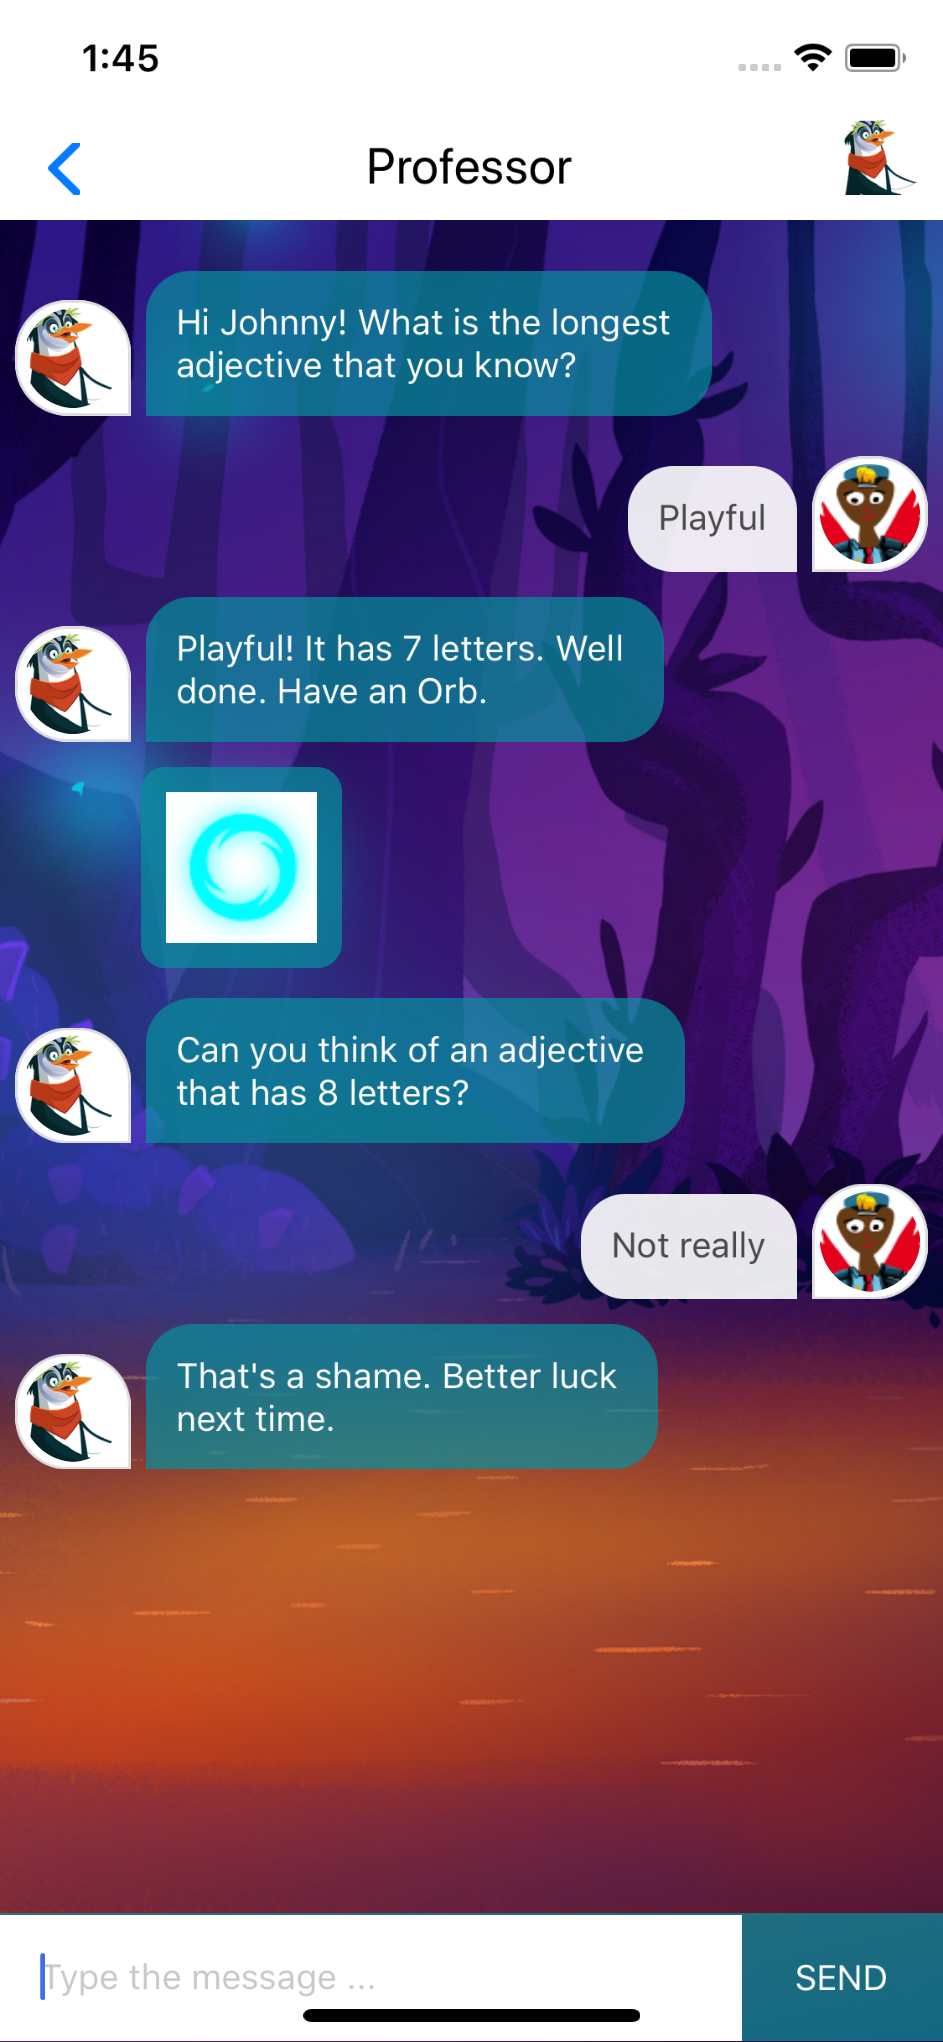 1:45
Professor
Hi Johnny! What is the longest
adjective that you know?
Playful
Playful! It has 7 letters. Well
done. Have an Orb.
Can you think of an adjective
that has 8 letters?
Not really
That's a shame. Better luck
next time.
Type the message ...
SEND